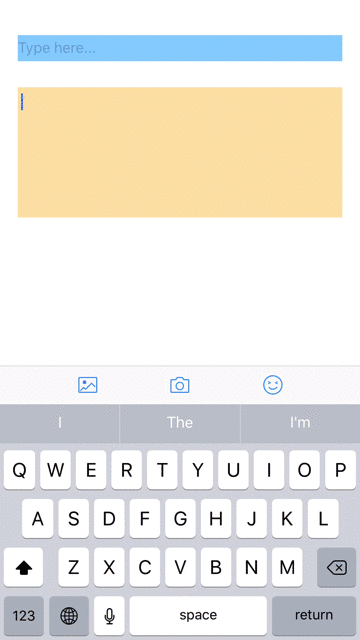 Type here...
I The I'm
Q W E R T Y U I O P
A S D F G H J K L
Z X C V B N M
123 space return